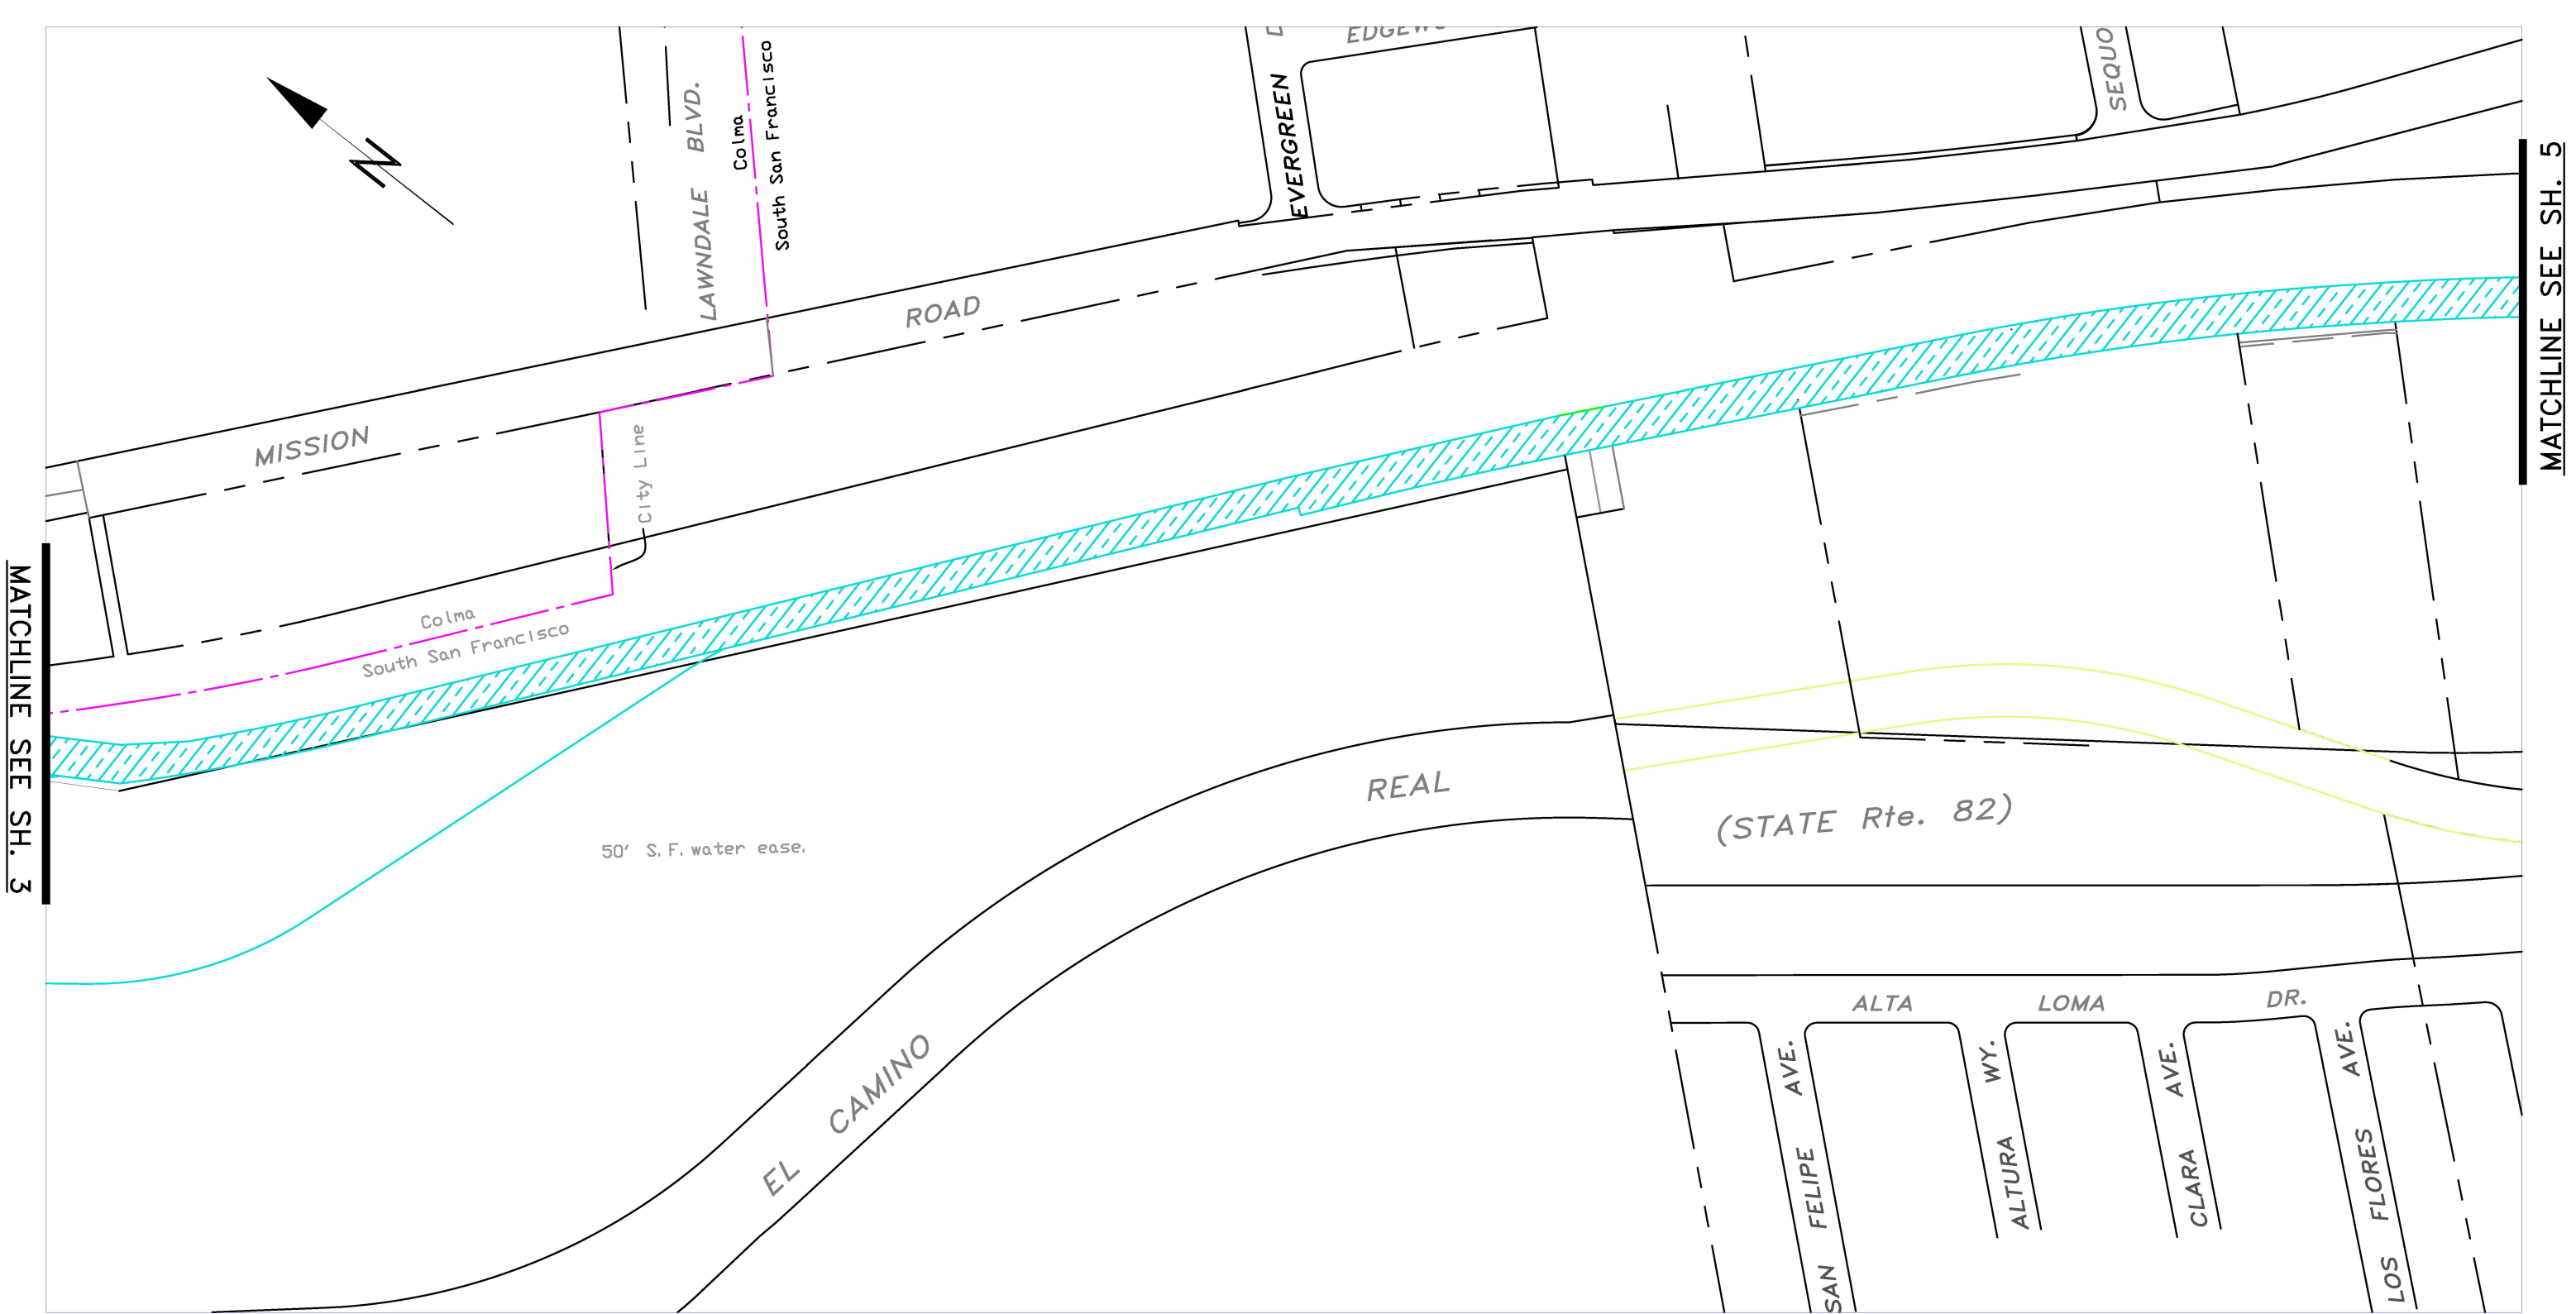 LAWNDALE BLVD.
Colma
South San Francisco
EVERGREEN
MATCHLINE SEE SH. 5
N
MISSION ROAD
City Line
Colma
South San Francisco
MATCHLINE SEE SH. 3
50' S.F. water ease.
EL CAMINO REAL
(STATE Rte. 82)
ALTA LOMA DR.
SAN FELIPE AVE.
ALTURA WY.
CLARA AVE.
LOS FLORES AVE.